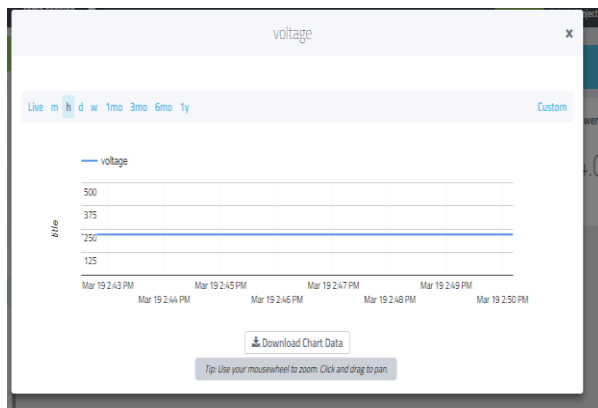 voltage
x
Live m h d w 1mo 3mo 6mo 1y
Custom
voltage
title
500
375
250
125
Mar 19 2:43 PM
Mar 19 2:44 PM
Mar 19 2:45 PM
Mar 19 2:46 PM
Mar 19 2:47 PM
Mar 19 2:48 PM
Mar 19 2:49 PM
Mar 19 2:50 PM
Download Chart Data
Tip: Use your mousewheel to zoom. Click and drag to pan.